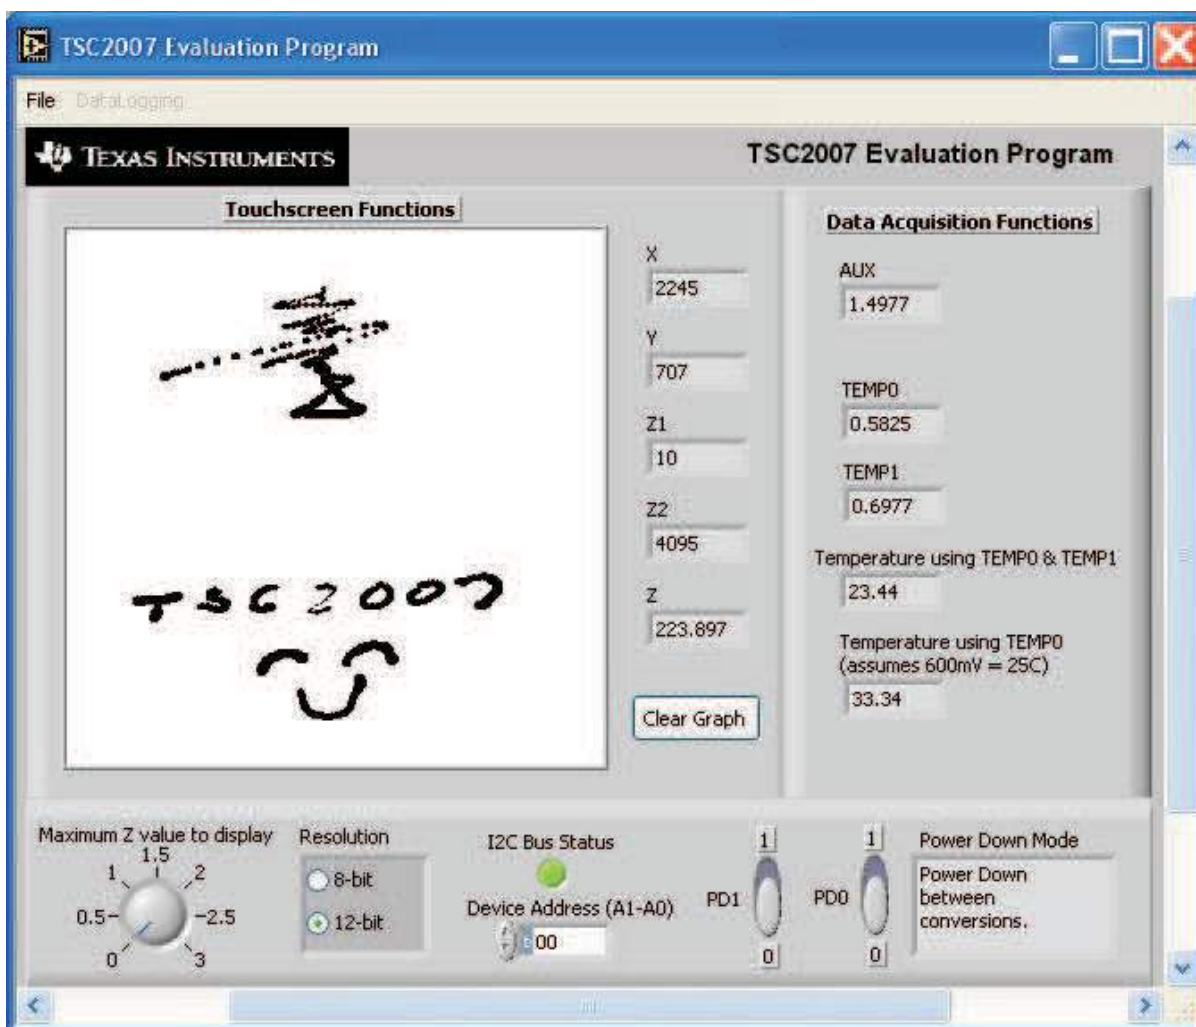 TSC2007 Evaluation Program
File DataLogging
TEXAS INSTRUMENTS
TSC2007 Evaluation Program
Touchscreen Functions
TSC2007
X
2245
Y
707
Z1
10
Z2
4095
Z
223.897
Clear Graph
Data Acquisition Functions
AUX
1.4977
TEMP0
0.5825
TEMP1
0.6977
Temperature using TEMP0 & TEMP1
23.44
Temperature using TEMP0
(assumes 600mV = 25C)
33.34
Maximum Z value to display
0 0.5 1 1.5 2 2.5 3
Resolution
8-bit
12-bit
I2C Bus Status
Device Address (A1-A0)
00
PD1
1
0
PD0
1
0
Power Down Mode
Power Down
between
conversions.